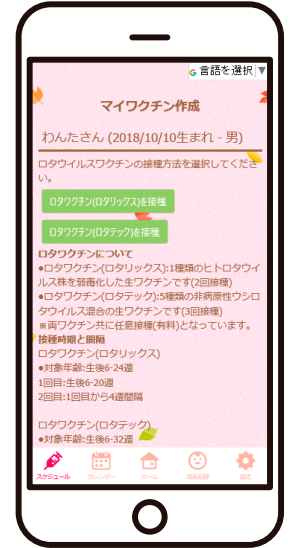 G 言語を選択 ▼
マイワクチン作成
わんたさん (2018/10/10生まれ - 男)
ロタウイルスワクチンの接種方法を選択してくださ
い。
ロタワクチン(ロタリックス)を接種
ロタワクチン(ロタテック)を接種
ロタワクチンについて
●ロタワクチン(ロタリックス):1種類のヒトロタウイ
ルス株を弱毒化した生ワクチンです(2回接種)
●ロタワクチン(ロタテック):5種類の非病原性ウシロ
タウイルス混合の生ワクチンです(3回接種)
※両ワクチン共に任意接種(有料)となっています。
接種時期と間隔
ロタワクチン(ロタリックス)
●対象年齢:生後6-24週
1回目:生後6-20週
2回目:1回目から4週間隔
ロタワクチン(ロタテック)
●対象年齢:生後6-32週
スケジュール カレンダー ホーム 成長記録 設定